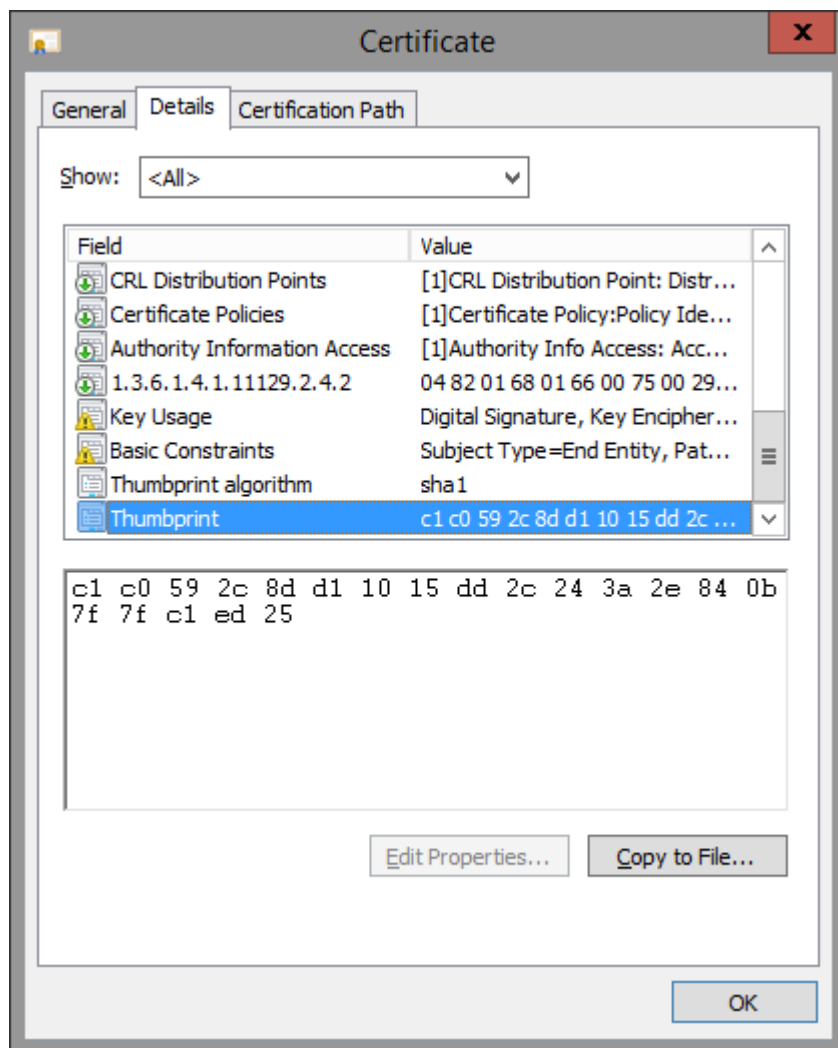 Certificate
x
General Details Certification Path
Show: <All>
Field Value
CRL Distribution Points [1]CRL Distribution Point: Distr...
Certificate Policies [1]Certificate Policy:Policy Ide...
Authority Information Access [1]Authority Info Access: Acc...
1.3.6.1.4.1.11129.2.4.2 04 82 01 68 01 66 00 75 00 29...
Key Usage Digital Signature, Key Encipher...
Basic Constraints Subject Type=End Entity, Pat...
Thumbprint algorithm sha1
Thumbprint c1 c0 59 2c 8d d1 10 15 dd 2c ...
c1 c0 59 2c 8d d1 10 15 dd 2c 24 3a 2e 84 0b
7f 7f c1 ed 25
Edit Properties... Copy to File...
OK